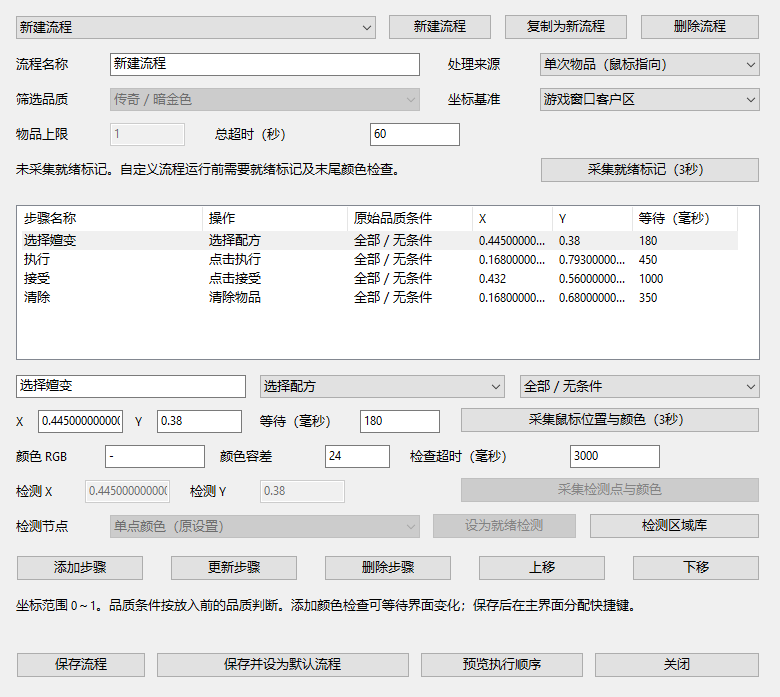 新建流程 新建流程 复制为新流程 删除流程
流程名称 新建流程 处理来源 单次物品（鼠标指向）
筛选品质 传奇 / 暗金色 坐标基准 游戏窗口客户区
物品上限 1 总超时（秒） 60
未采集就绪标记。自定义流程运行前需要就绪标记及末尾颜色检查。 采集就绪标记（3秒）
步骤名称 操作 原始品质条件 X Y 等待（毫秒）
选择嬗变 选择配方 全部 / 无条件 0.44500000... 0.38 180
执行 点击执行 全部 / 无条件 0.16800000... 0.79300000... 450
接受 点击接受 全部 / 无条件 0.432 0.56000000... 1000
清除 清除物品 全部 / 无条件 0.16800000... 0.68000000... 350
选择嬗变 选择配方 全部 / 无条件
X 0.44500000000 Y 0.38 等待（毫秒） 180 采集鼠标位置与颜色（3秒）
颜色 RGB - 颜色容差 24 检查超时（毫秒） 3000
检测 X 0.44500000000 检测 Y 0.38 采集检测点与颜色
检测节点 单点颜色（原设置） 设为就绪检测 检测区域库
添加步骤 更新步骤 删除步骤 上移 下移
坐标范围 0～1。品质条件按放入前的品质判断。添加颜色检查可等待界面变化；保存后在主界面分配快捷键。
保存流程 保存并设为默认流程 预览执行顺序 关闭